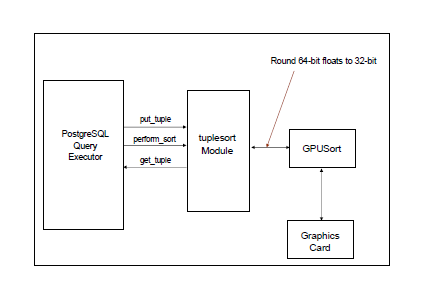 Round 64-bit floats to 32-bit
put_tuple
PostgreSQL
Query
Executor
perform_sort
tuplesort
Module
get_tuple
GPUSort
Graphics
Card